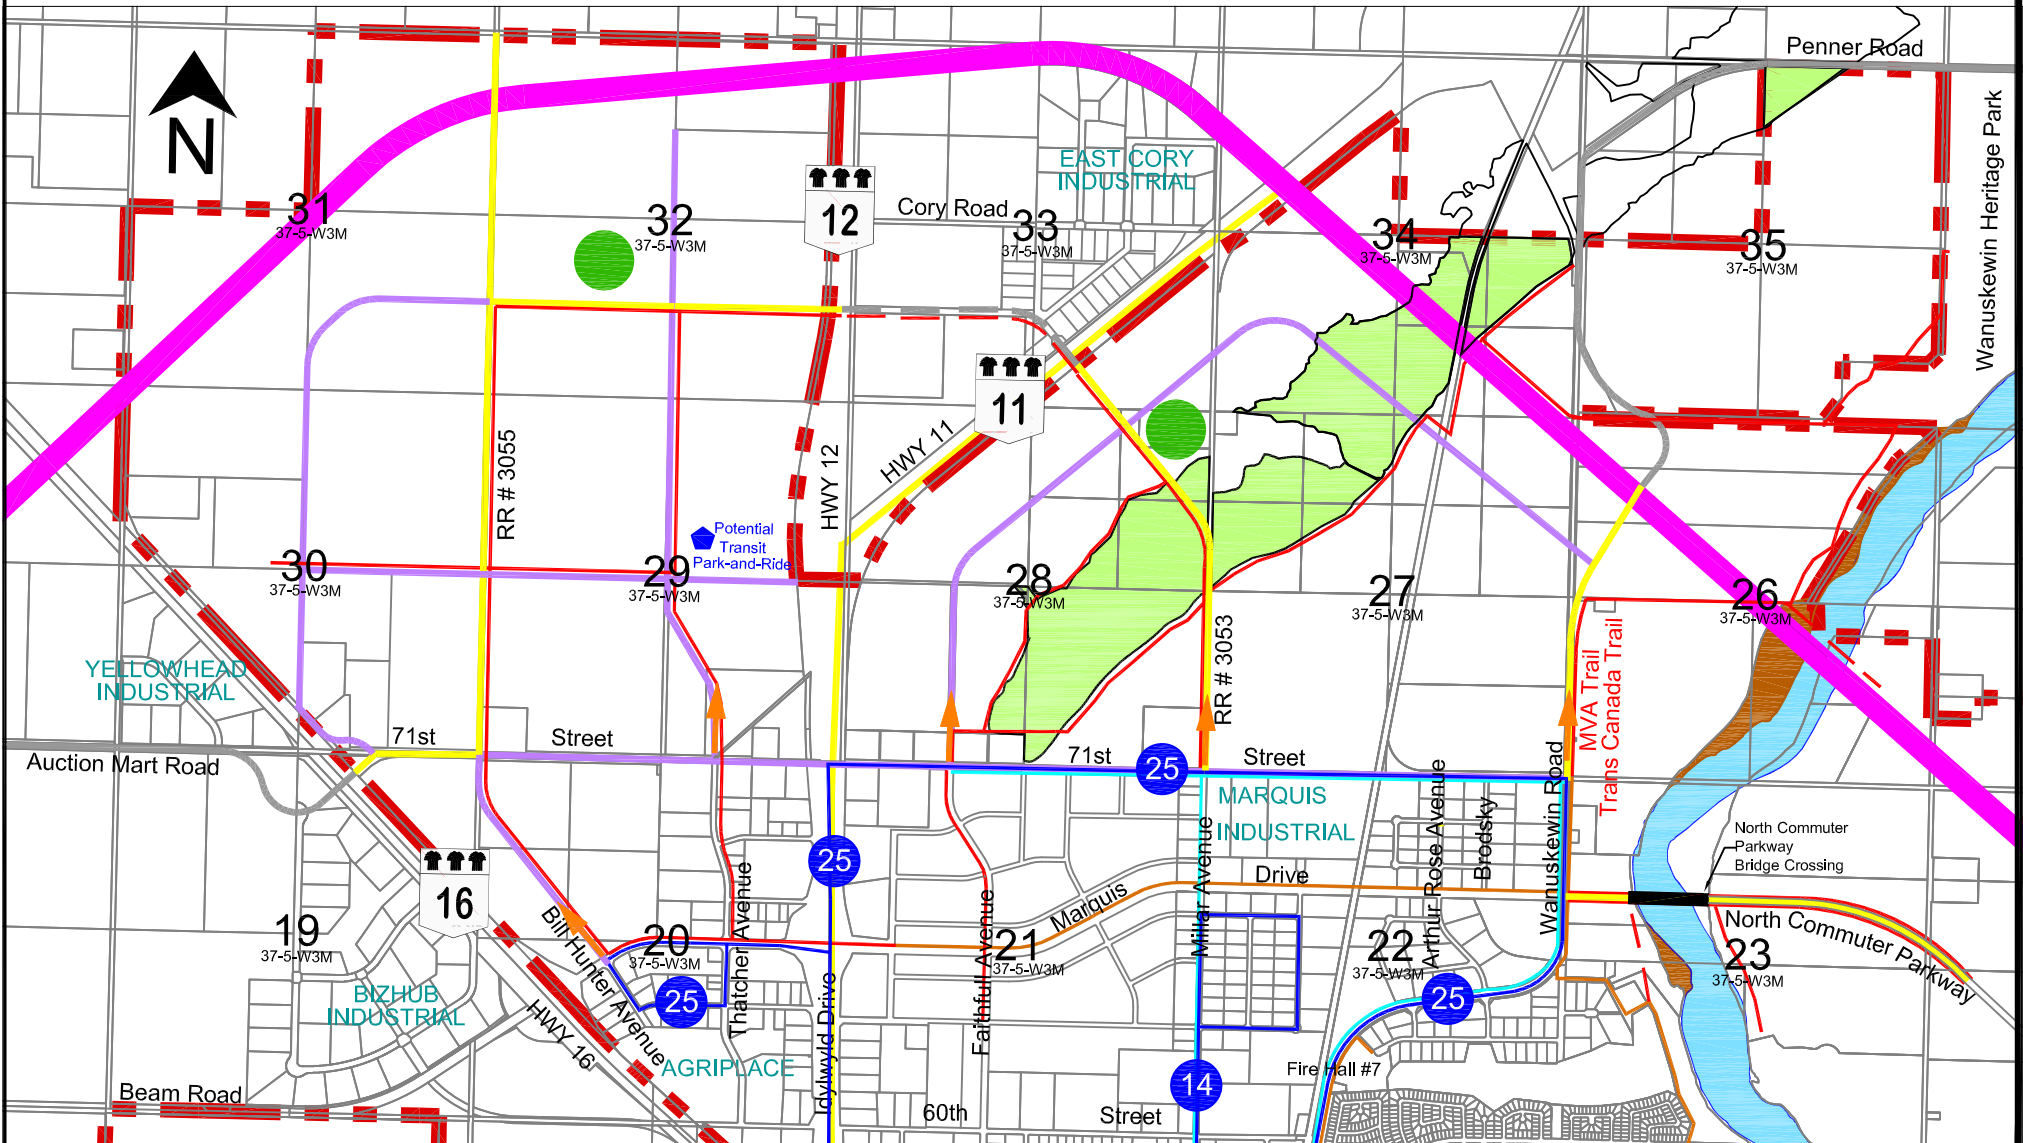 Penner Road
N
Wanuskewin Heritage Park
EAST CORY
INDUSTRIAL
31
37-5-W3M
32
37-5-W3M
12
Cory Road
33
37-5-W3M
34
37-5-W3M
35
37-5-W3M
11
HWY 11
HWY 12
RR # 3055
Potential
Transit
Park-and-Ride
30
37-5-W3M
29
37-5-W3M
28
37-5-W3M
27
37-5-W3M
26
37-5-W3M
RR # 3053
MVA Trail
Trans Canada Trail
YELLOWHEAD
INDUSTRIAL
71st
Street
71st
25
Street
Auction Mart Road
MARQUIS
INDUSTRIAL
Arthur Rose Avenue
Brodsky
Wanuskewin Road
North Commuter
Parkway
Bridge Crossing
25
16
Drive
Marquis
Millar Avenue
Thatcher Avenue
Faithfull Avenue
Bill Hunter Avenue
Idylwyld Drive
North Commuter Parkway
19
37-5-W3M
20
37-5-W3M
21
37-5-W3M
22
37-5-W3M
23
37-5-W3M
25
25
BIZHUB
INDUSTRIAL
HWY 16
AGRIPLACE
Fire Hall #7
14
Beam Road
60th
Street